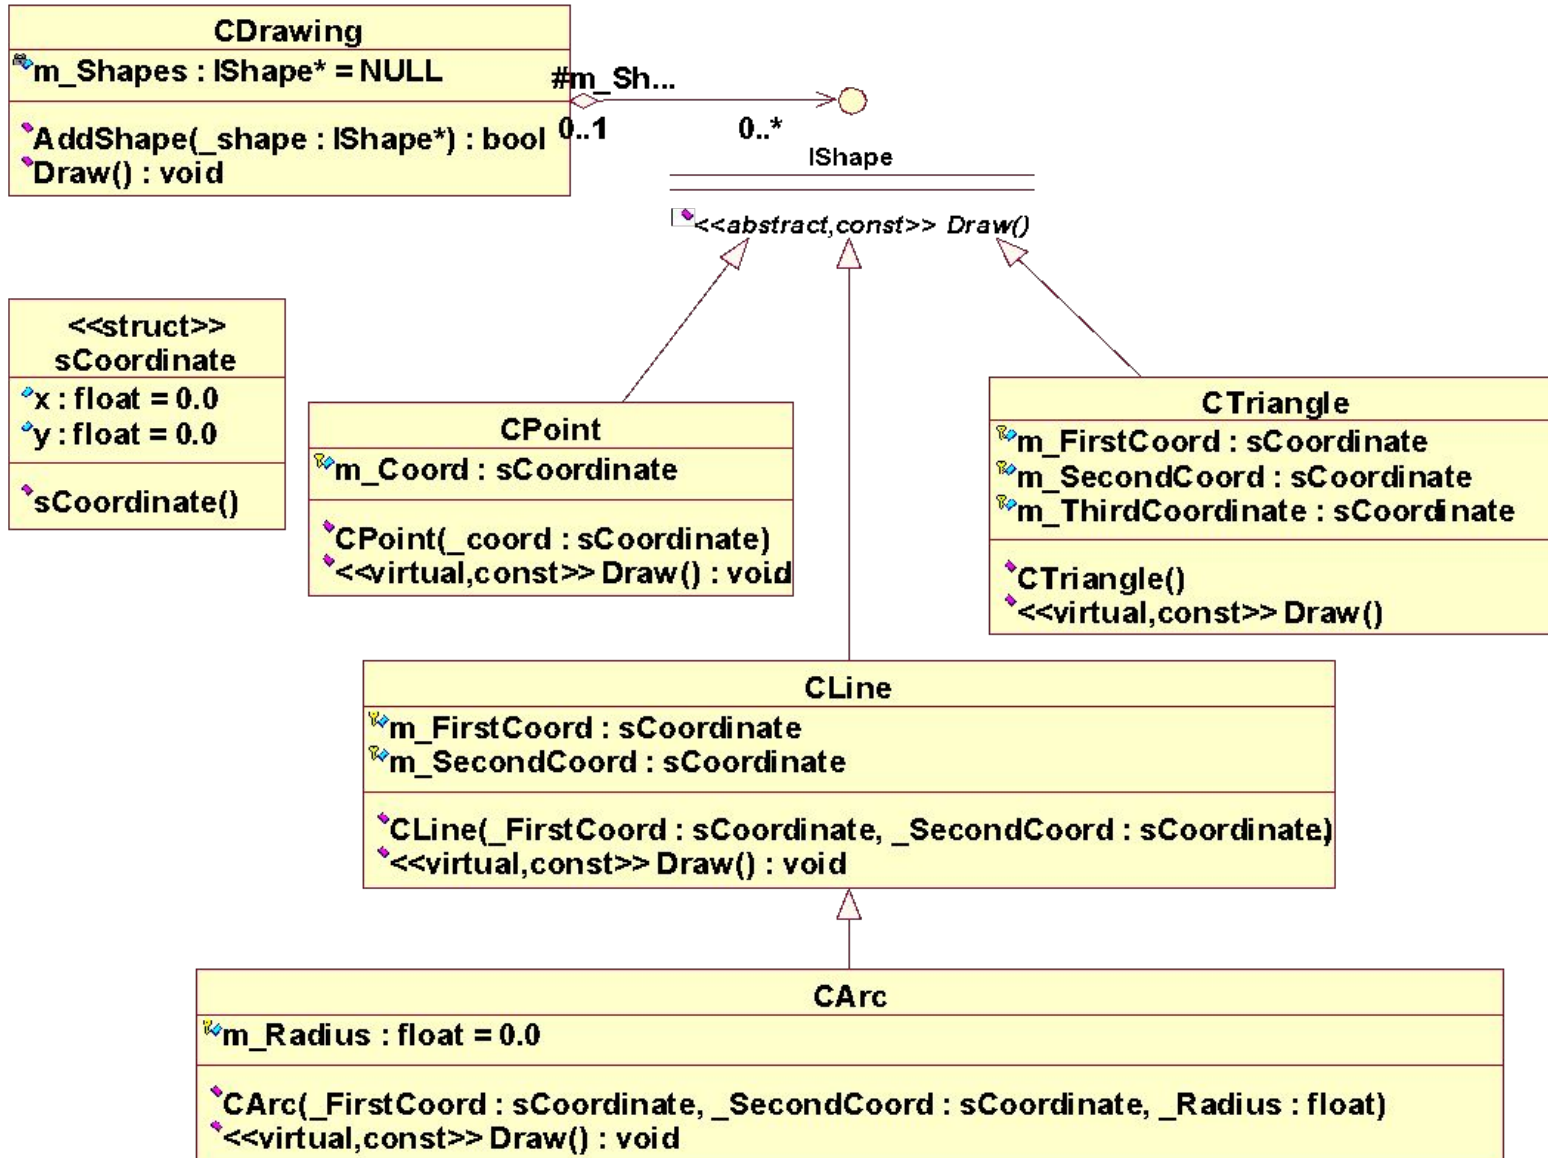 CDrawing
m_Shapes : IShape* = NULL
AddShape(_shape : IShape*) : bool
Draw() : void
#m_Sh...
0..1
0..*
IShape
<<abstract,const>> Draw()
<<struct>>
sCoordinate
x : float = 0.0
y : float = 0.0
sCoordinate()
CPoint
m_Coord : sCoordinate
CPoint(_coord : sCoordinate)
<<virtual,const>> Draw() : void
CTriangle
m_FirstCoord : sCoordinate
m_SecondCoord : sCoordinate
m_ThirdCoordinate : sCoordinate
CTriangle()
<<virtual,const>> Draw()
CLine
m_FirstCoord : sCoordinate
m_SecondCoord : sCoordinate
CLine(_FirstCoord : sCoordinate, _SecondCoord : sCoordinate)
<<virtual,const>> Draw() : void
CArc
m_Radius : float = 0.0
CArc(_FirstCoord : sCoordinate, _SecondCoord : sCoordinate, _Radius : float)
<<virtual,const>> Draw() : void